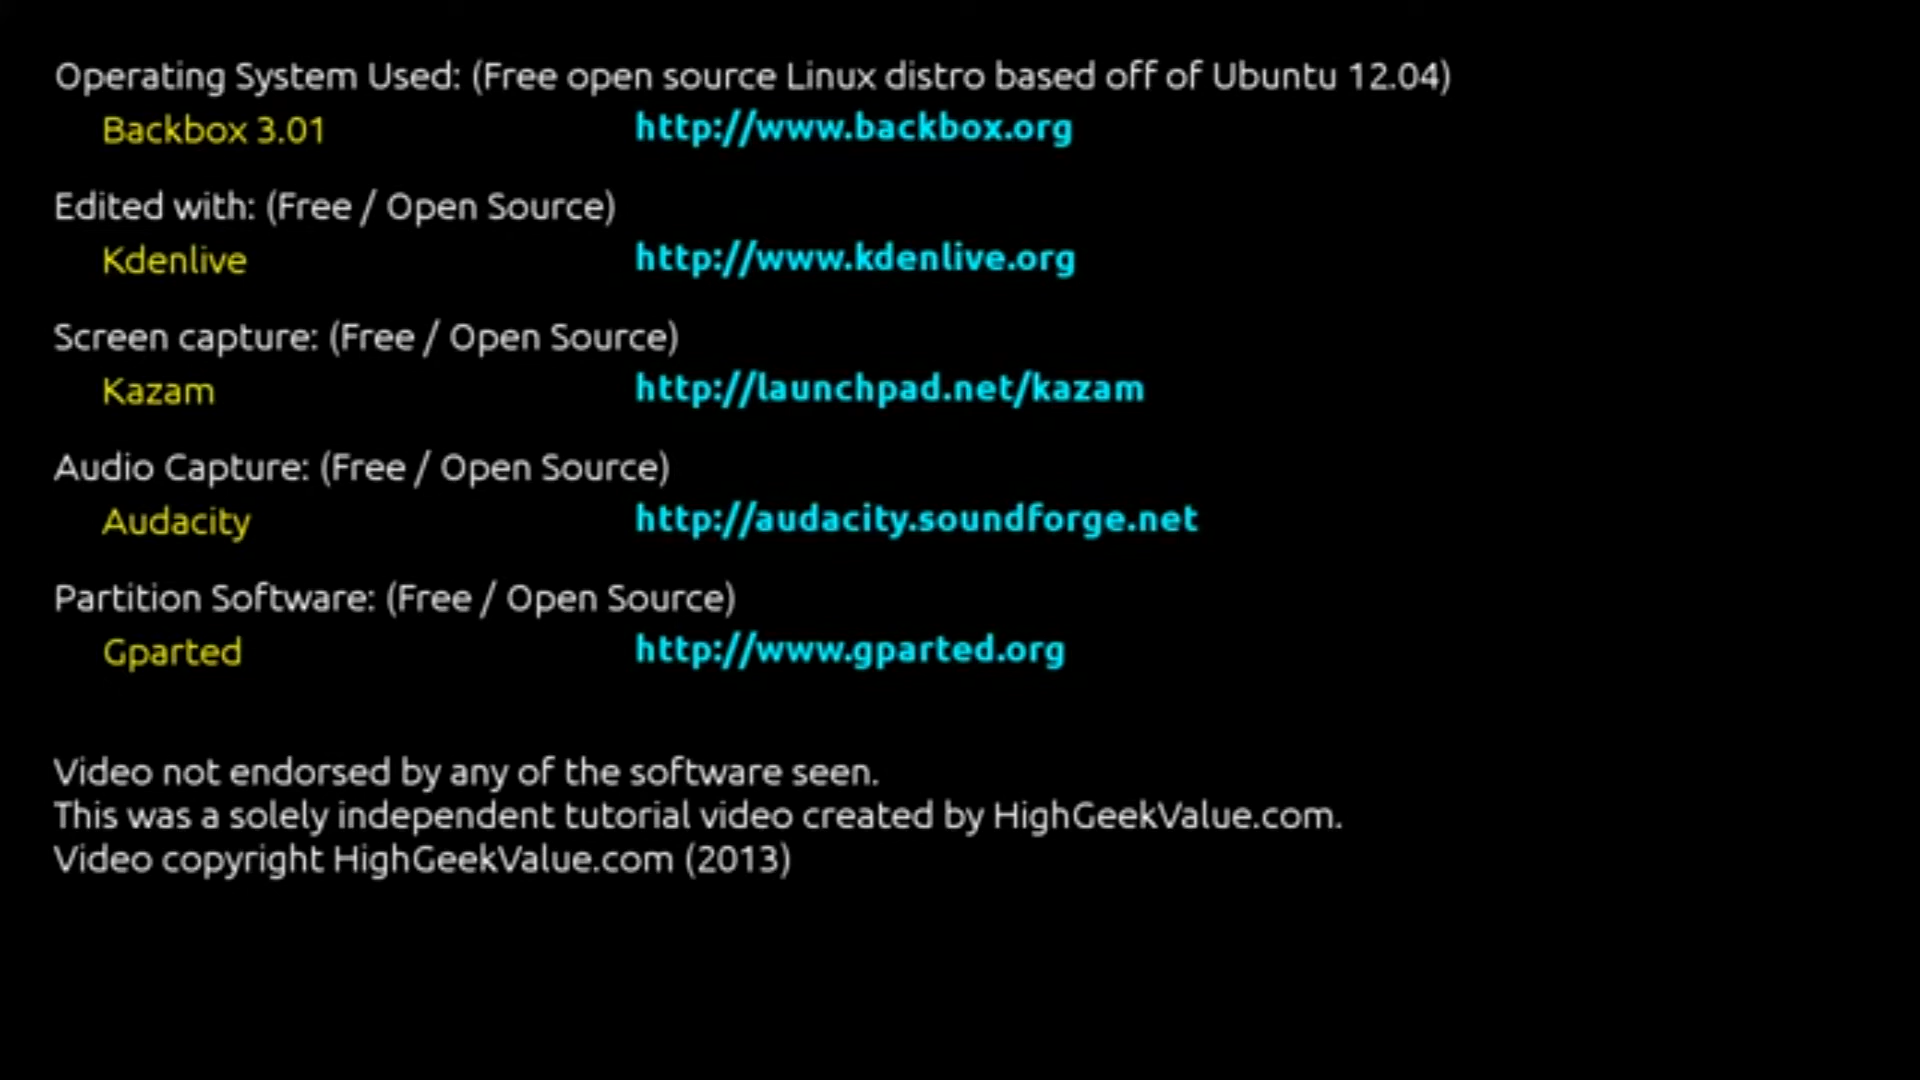 Operating System Used: (Free open source Linux distro based off of Ubuntu 12.04)
Backbox 3.01 http://www.backbox.org
Edited with: (Free / Open Source)
Kdenlive http://www.kdenlive.org
Screen capture: (Free / Open Source)
Kazam http://launchpad.net/kazam
Audio Capture: (Free / Open Source)
Audacity http://audacity.soundforge.net
Partition Software: (Free / Open Source)
Gparted http://www.gparted.org
Video not endorsed by any of the software seen.
This was a solely independent tutorial video created by HighGeekValue.com.
Video copyright HighGeekValue.com (2013)